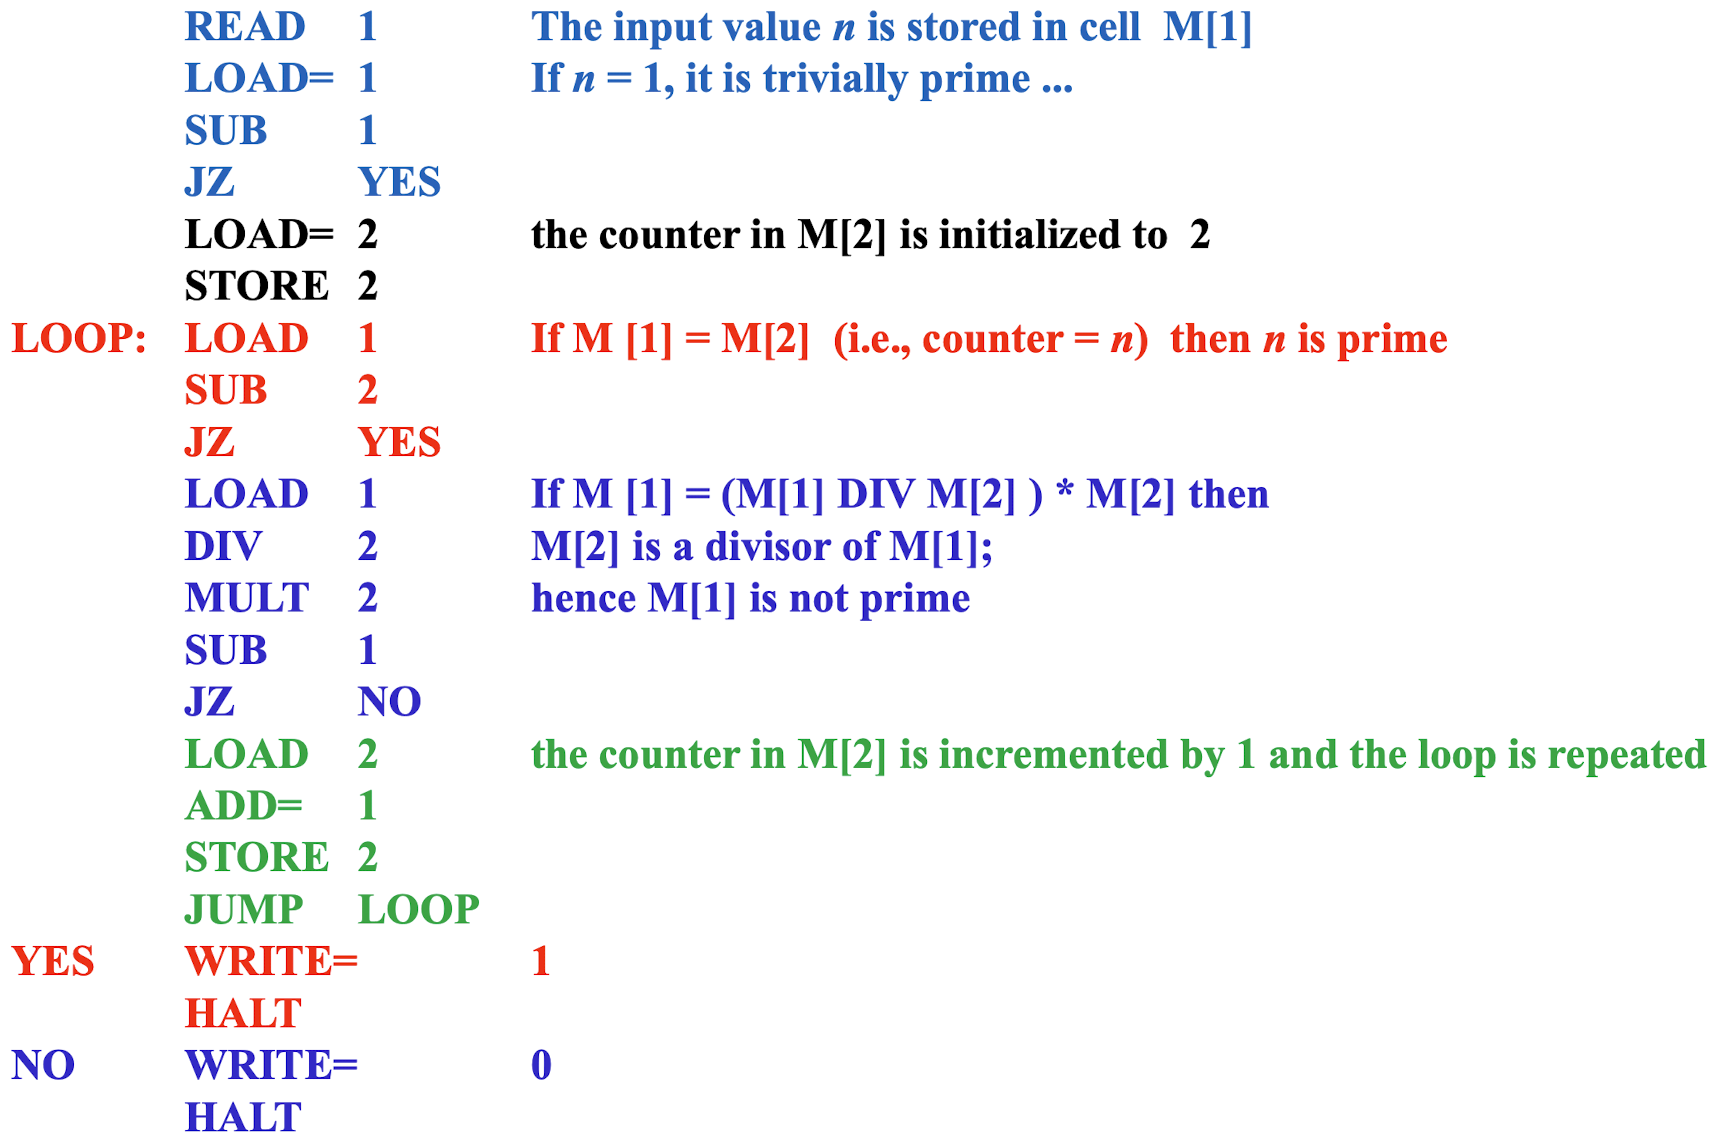 READ 1 The input value n is stored in cell M[1]
LOAD= 1 If n = 1, it is trivially prime ...
SUB 1
JZ YES
LOAD= 2 the counter in M[2] is initialized to 2
STORE 2
LOOP: LOAD 1 If M [1] = M[2] (i.e., counter = n) then n is prime
SUB 2
JZ YES
LOAD 1 If M [1] = (M[1] DIV M[2] ) * M[2] then
DIV 2 M[2] is a divisor of M[1];
MULT 2 hence M[1] is not prime
SUB 1
JZ NO
LOAD 2 the counter in M[2] is incremented by 1 and the loop is repeated
ADD= 1
STORE 2
JUMP LOOP
YES WRITE= 1
HALT
NO WRITE= 0
HALT